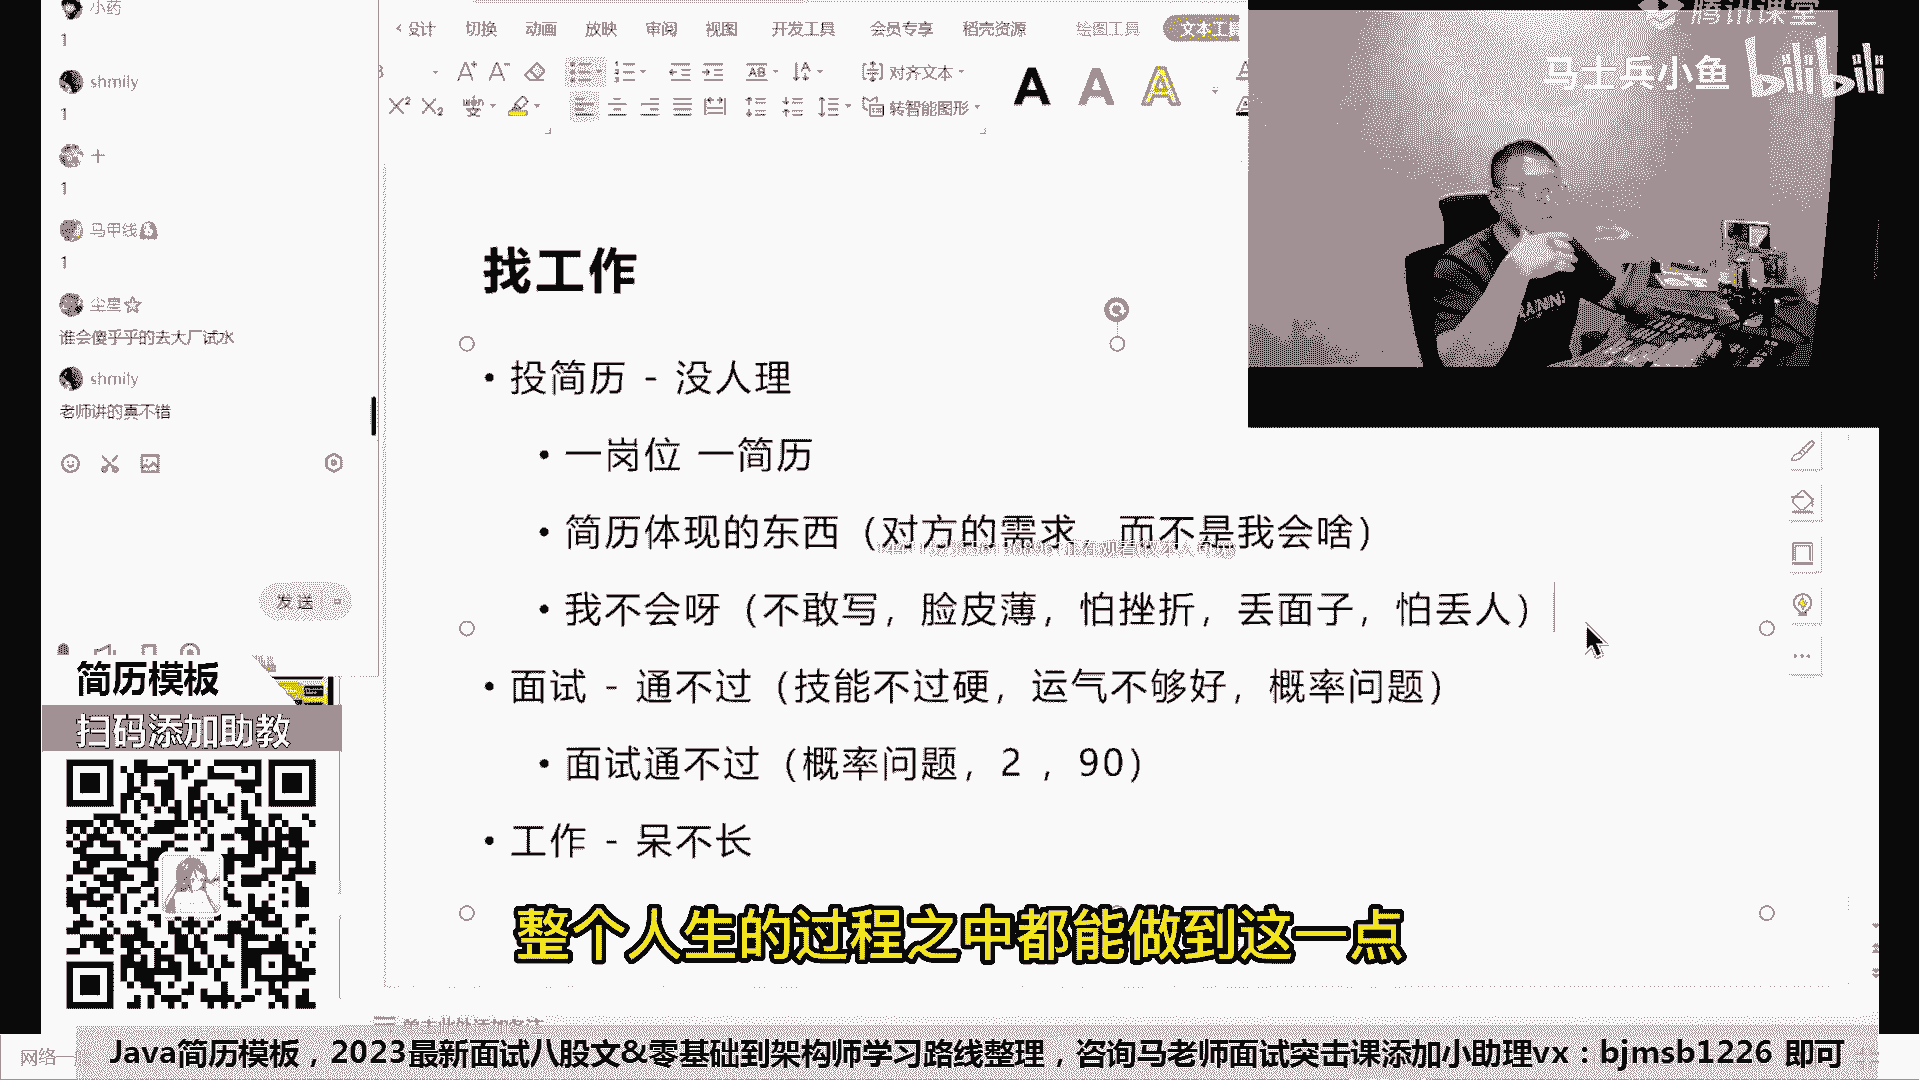 小药
1
shmily
1
十
1
马甲线
1
尘星☆
谁会傻乎乎的去大厂试水
shmily
老师讲的真不错
发送
设计 切换 动画 放映 审阅 视图 开发工具 会员专享 稻壳资源 绘图工具 文本工具
对齐文本
转智能图形
腾讯课堂
马士兵小鱼 bilibili
找工作
• 投简历 - 没人理
• 一岗位 一简历
• 简历体现的东西（对方的需求，而不是我会啥）
• 我不会呀（不敢写，脸皮薄，怕挫折，丢面子，怕丢人）
• 面试 - 通不过（技能不过硬，运气不够好，概率问题）
• 面试通不过（概率问题，2 ，90）
• 工作 - 呆不长
整个人生的过程之中都能做到这一点
简历模板
扫码添加助教
单击此处添加备注
网络一
Java简历模板，2023最新面试八股文&零基础到架构师学习路线整理，咨询马老师面试突击课添加小助理vx：bjmsb1226 即可